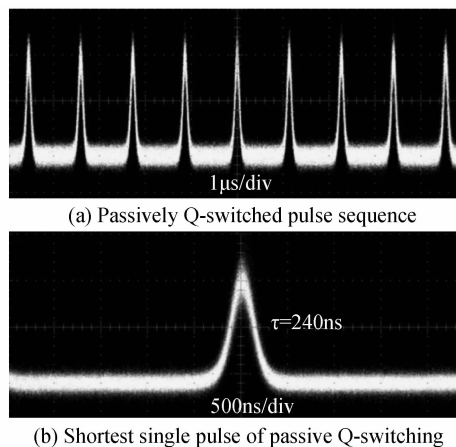 1μs/div
(a) Passively Q-switched pulse sequence
τ=240ns
500ns/div
(b) Shortest single pulse of passive Q-switching